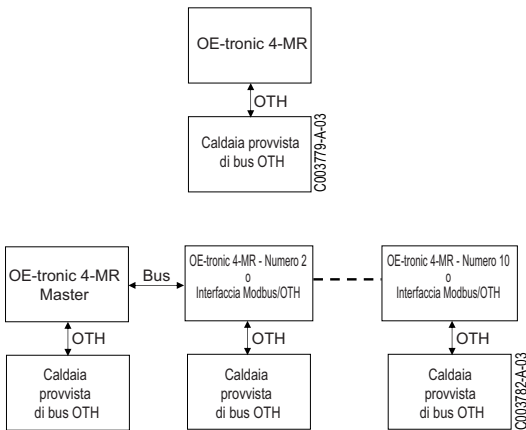 OE-tronic 4-MR
OTH
Caldaia provvista
di bus OTH
C003779-A-03
OE-tronic 4-MR
Master
Bus
OE-tronic 4-MR - Numero 2
o
Interfaccia Modbus/OTH
OE-tronic 4-MR - Numero 10
o
Interfaccia Modbus/OTH
OTH
OTH
OTH
Caldaia
provvista
di bus OTH
Caldaia
provvista
di bus OTH
Caldaia
provvista
di bus OTH
C003782-A-03